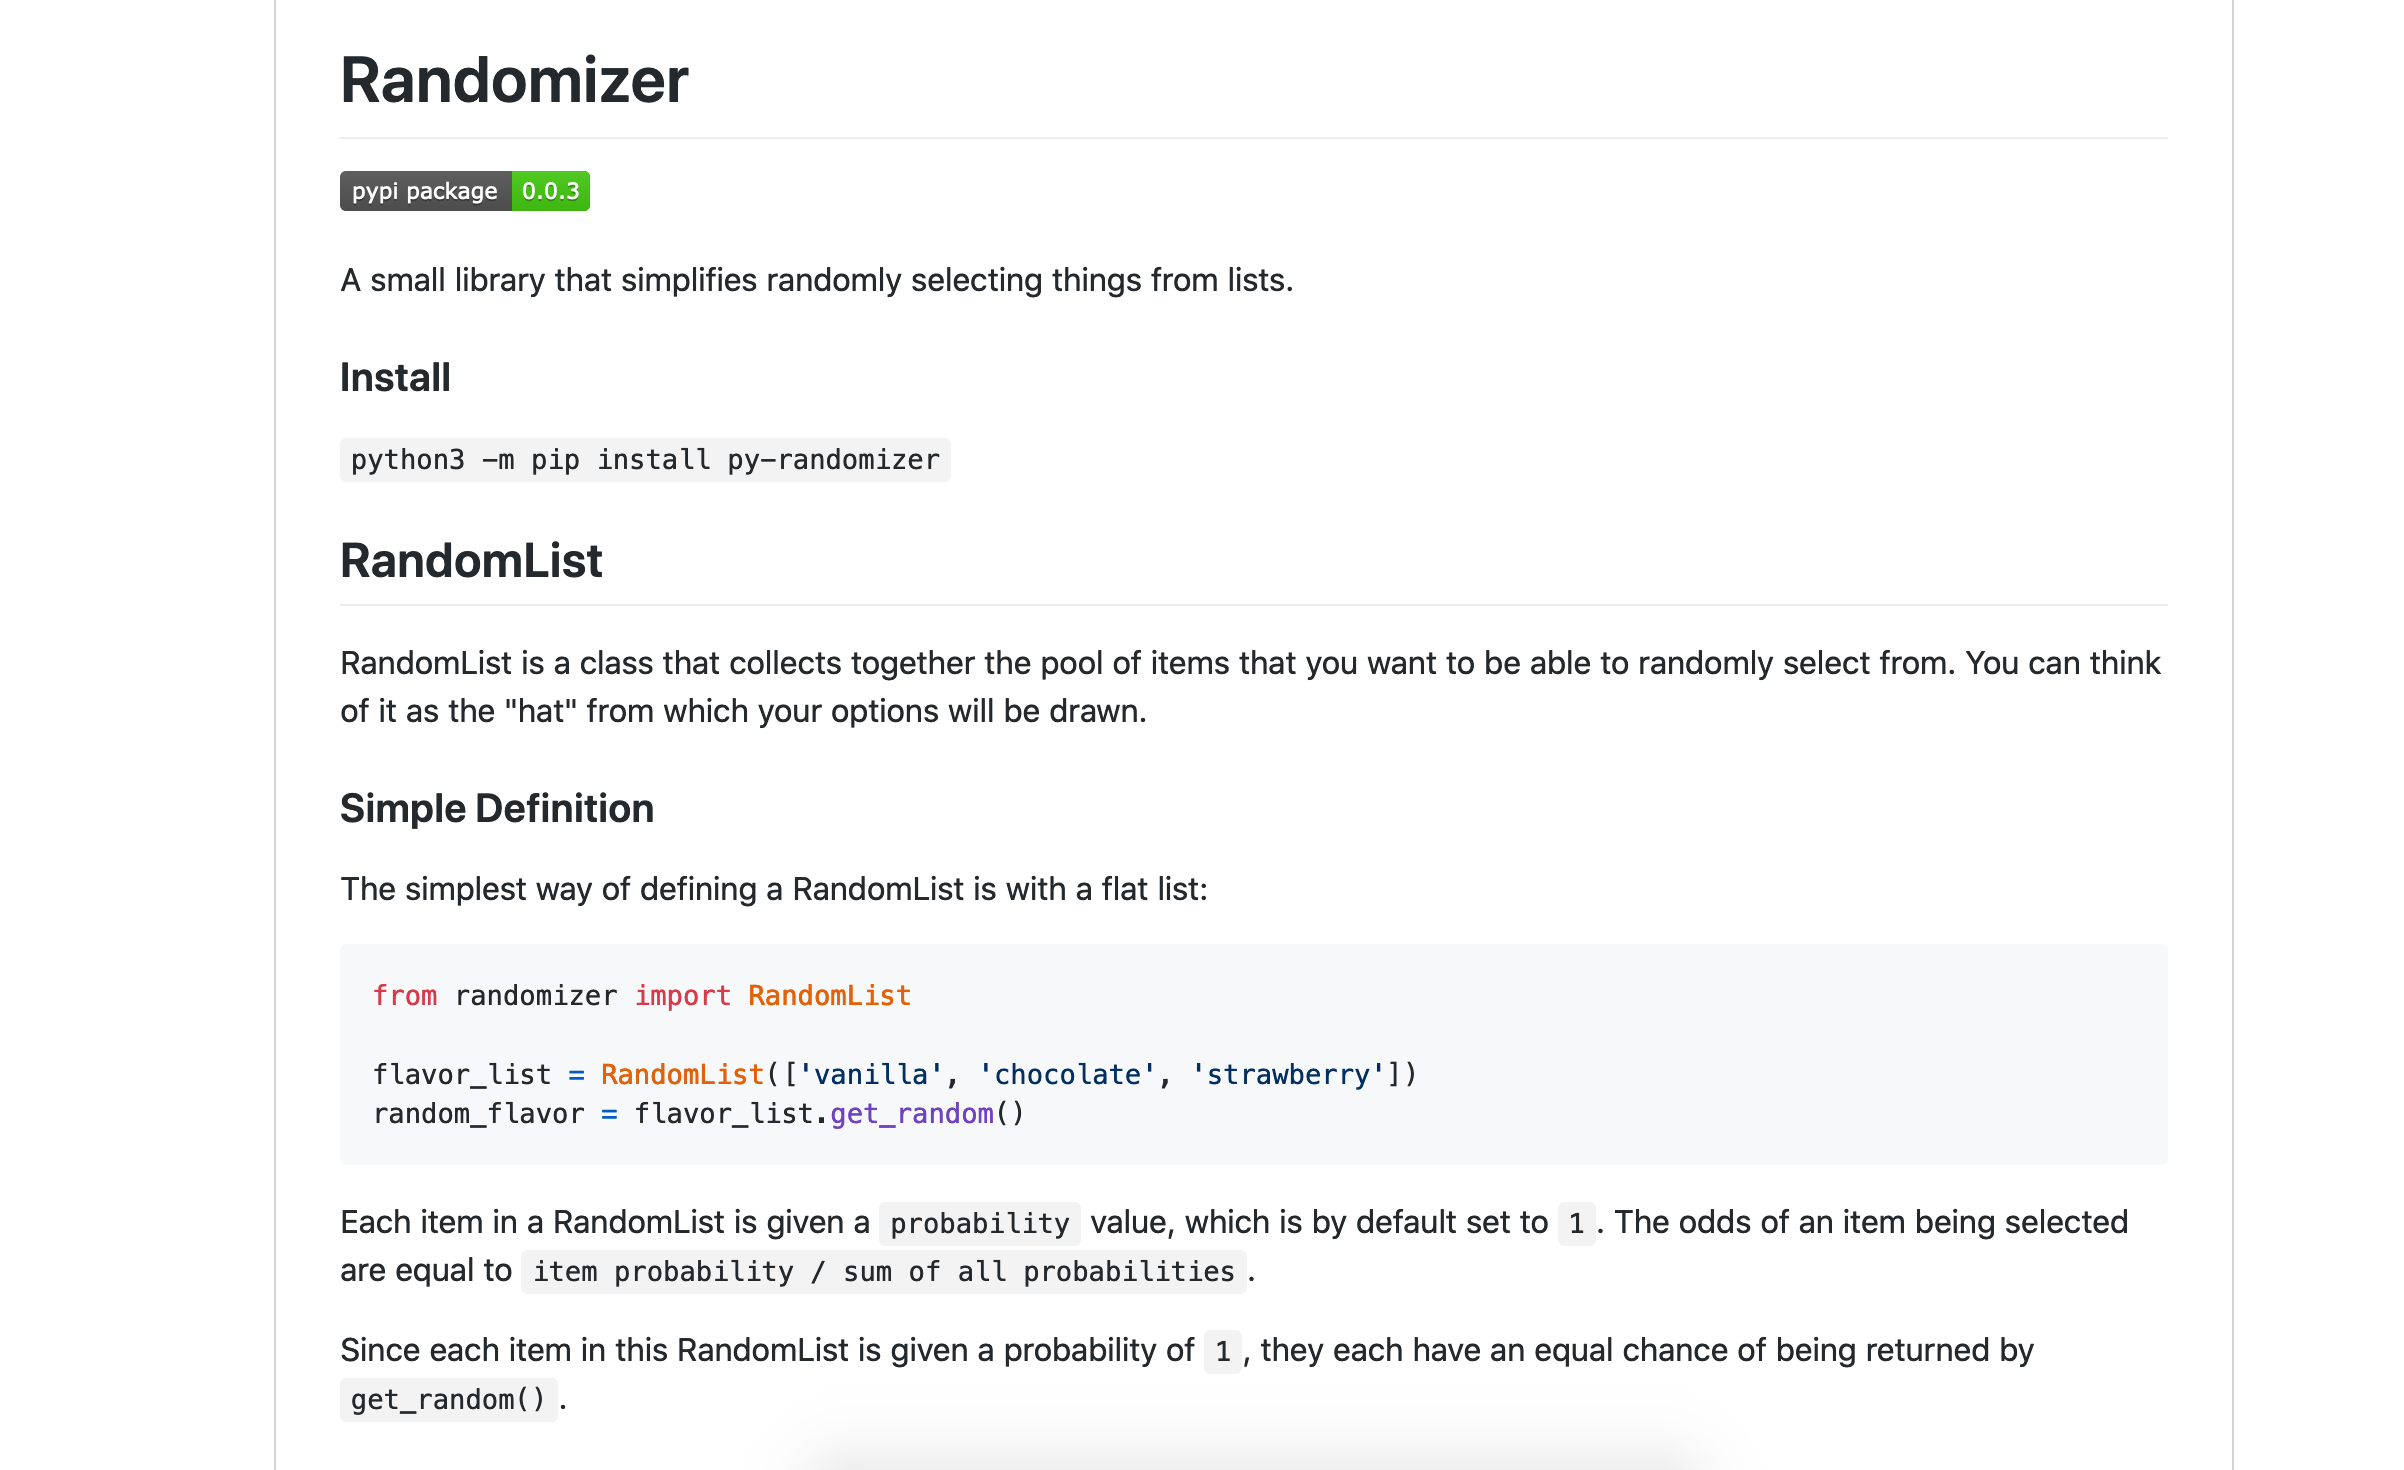 Randomizer
pypi package 0.0.3
A small library that simplifies randomly selecting things from lists.
Install
python3 -m pip install py-randomizer
RandomList
RandomList is a class that collects together the pool of items that you want to be able to randomly select from. You can think
of it as the "hat" from which your options will be drawn.
Simple Definition
The simplest way of defining a RandomList is with a flat list:
from randomizer import RandomList
flavor_list = RandomList(['vanilla', 'chocolate', 'strawberry'])
random_flavor = flavor_list.get_random()
Each item in a RandomList is given a probability value, which is by default set to 1. The odds of an item being selected
are equal to item probability / sum of all probabilities.
Since each item in this RandomList is given a probability of 1, they each have an equal chance of being returned by
get_random().